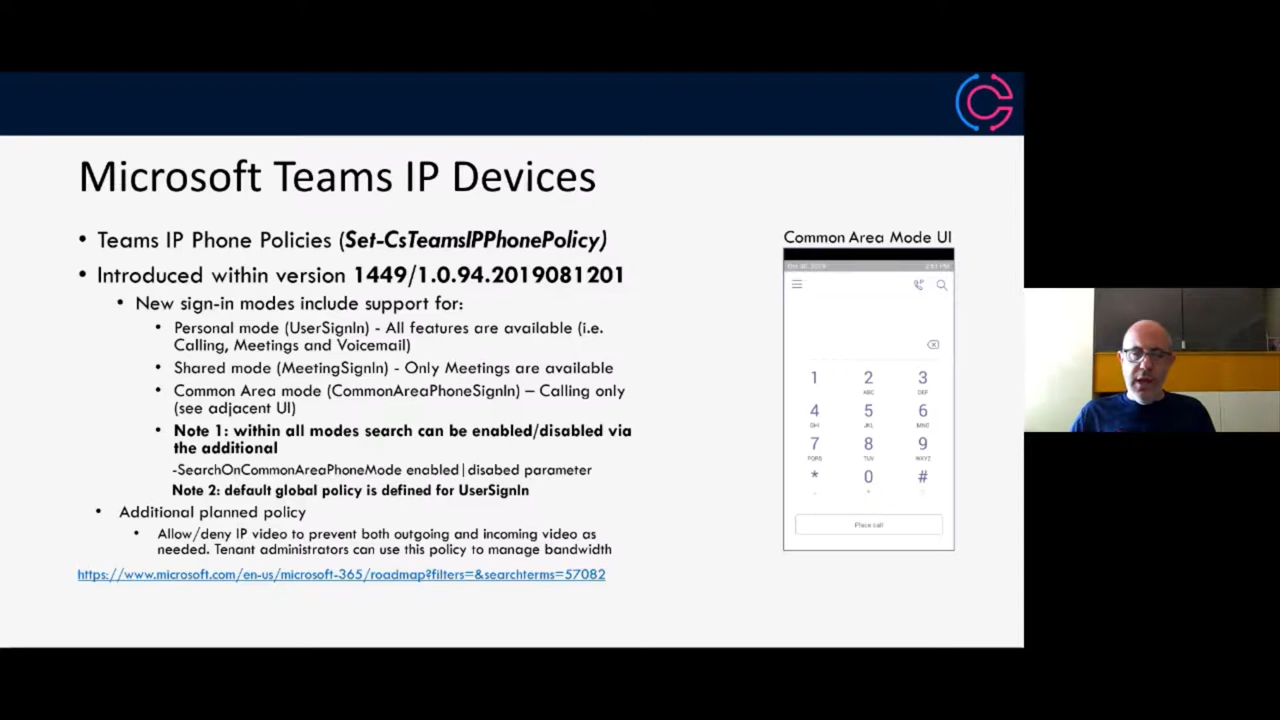 Microsoft Teams IP Devices
• Teams IP Phone Policies (Set-CsTeamsIPPhonePolicy)
• Introduced within version 1449/1.0.94.2019081201
• New sign-in modes include support for:
• Personal mode (UserSignIn) - All features are available (i.e.
Calling, Meetings and Voicemail)
• Shared mode (MeetingSignIn) - Only Meetings are available
• Common Area mode (CommonAreaPhoneSignIn) – Calling only
(see adjacent UI)
• Note 1: within all modes search can be enabled/disabled via
the additional
-SearchOnCommonAreaPhoneMode enabled|disabed parameter
Note 2: default global policy is defined for UserSignIn
• Additional planned policy
• Allow/deny IP video to prevent both outgoing and incoming video as
needed. Tenant administrators can use this policy to manage bandwidth
https://www.microsoft.com/en-us/microsoft-365/roadmap?filters=&searchterms=57082
Common Area Mode UI
1 2 3
ABC DEF
4 5 6
GHI JKL MNO
7 8 9
PQRS TUV WXYZ
* 0 #
Place call